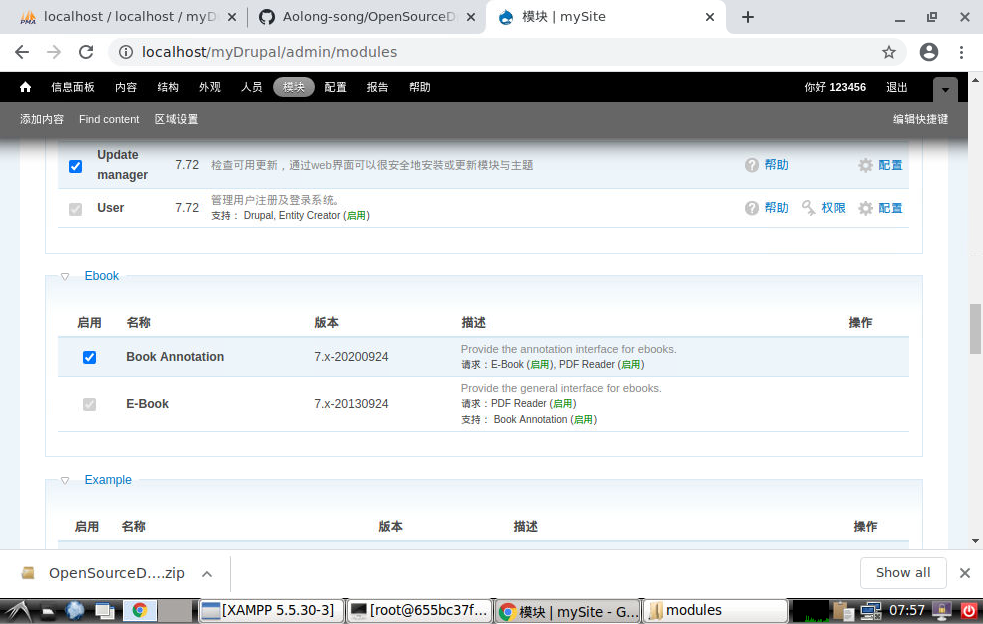 localhost / localhost / myD
Aolong-song/OpenSourceD
模块 | mySite
localhost/myDrupal/admin/modules
信息面板 内容 结构 外观 人员 模块 配置 报告 帮助 你好 123456 退出
添加内容 Find content 区域设置 编辑快捷键
Update manager 7.72 检查可用更新，通过web界面可以很安全地安装或更新模块与主题 帮助 配置
User 7.72 管理用户注册及登录系统。 帮助 权限 配置
支持： Drupal, Entity Creator (启用)
Ebook
启用 名称 版本 描述 操作
Book Annotation 7.x-20200924 Provide the annotation interface for ebooks.
请求：E-Book (启用), PDF Reader (启用)
E-Book 7.x-20130924 Provide the general interface for ebooks.
请求：PDF Reader (启用)
支持： Book Annotation (启用)
Example
启用 名称 版本 描述 操作
OpenSourceD....zip Show all
[XAMPP 5.5.30-3] [root@655bc37f... 模块 | mySite - G... modules 07:57